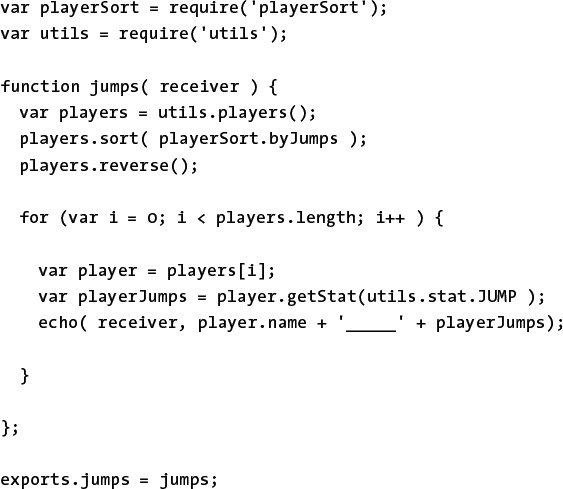 var playerSort = require('playerSort');
var utils = require('utils');
function jumps( receiver ) {
var players = utils.players();
players.sort( playerSort.byJumps );
players.reverse();
for (var i = 0; i < players.length; i++ ) {
var player = players[i];
var playerJumps = player.getStat(utils.stat.JUMP );
echo( receiver, player.name + '_____' + playerJumps);
}
};
exports.jumps = jumps;